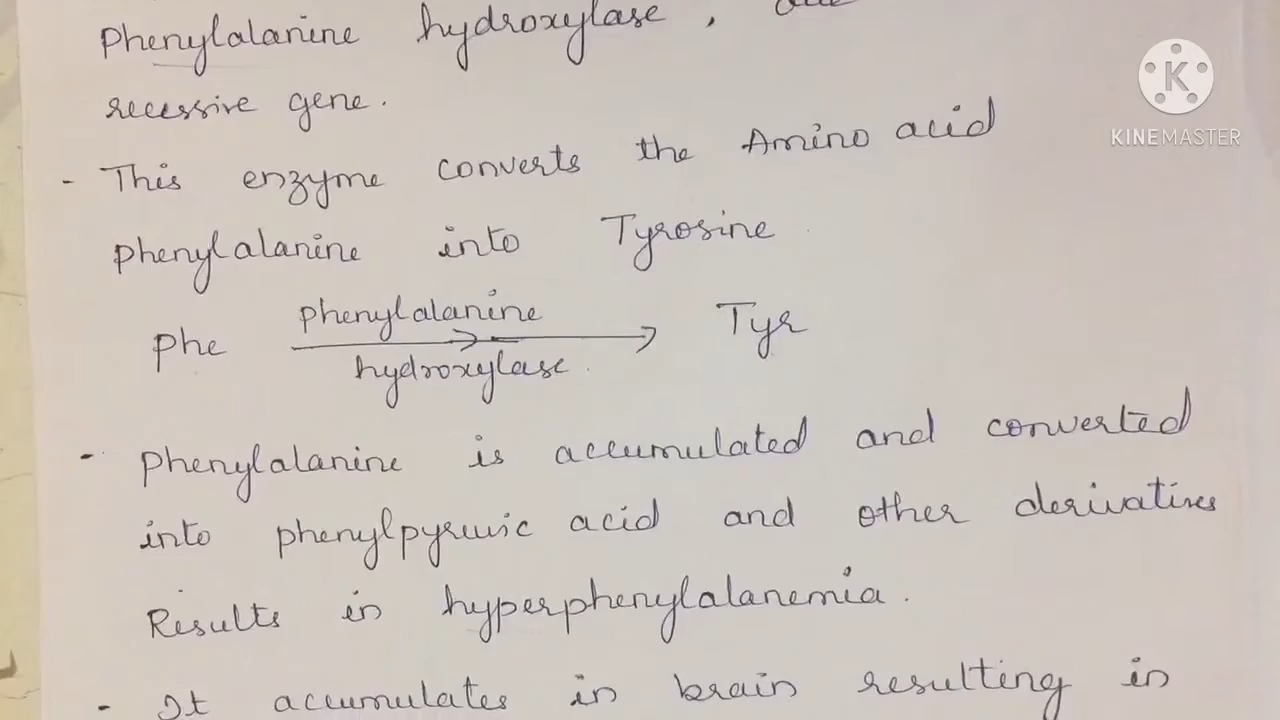 phenylalanine hydroxylase,
recessive gene.
- This enzyme converts the Amino acid
phenylalanine into Tyrosine
phe phenylalanine hydroxylase Tyr
- phenylalanine is accumulated and converted
into phenylpyruvic acid and other derivatives
Results in hyperphenylalanemia.
- It accumulates in brain resulting in
K
KINEMASTER